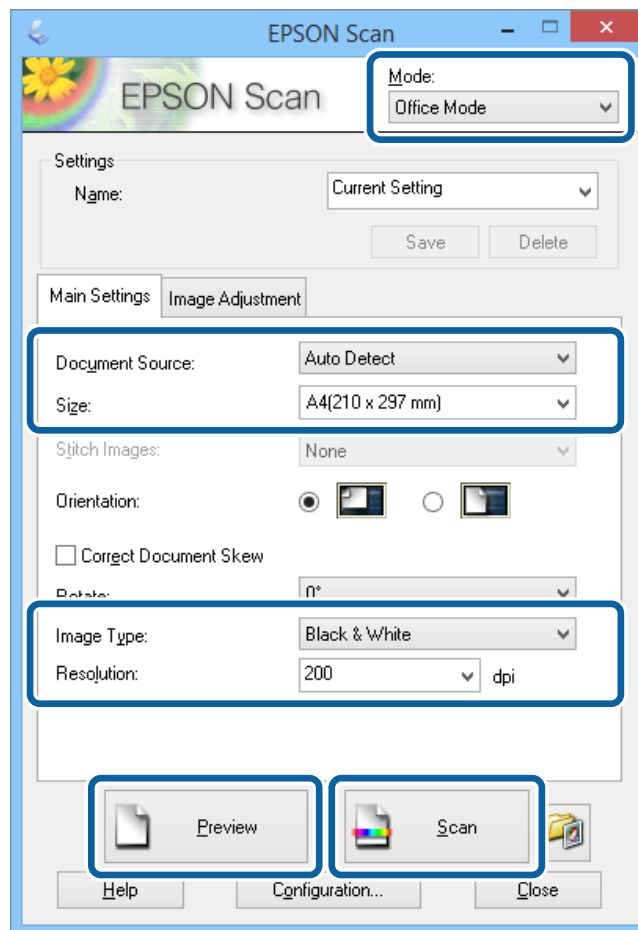 EPSON Scan
EPSON Scan
Mode:
Office Mode
Settings
Name:
Current Setting
Save Delete
Main Settings Image Adjustment
Document Source: Auto Detect
Size: A4(210 x 297 mm)
Stitch Images: None
Orientation:
Correct Document Skew
Rotate: 0°
Image Type: Black & White
Resolution: 200 dpi
Preview Scan
Help Configuration... Close